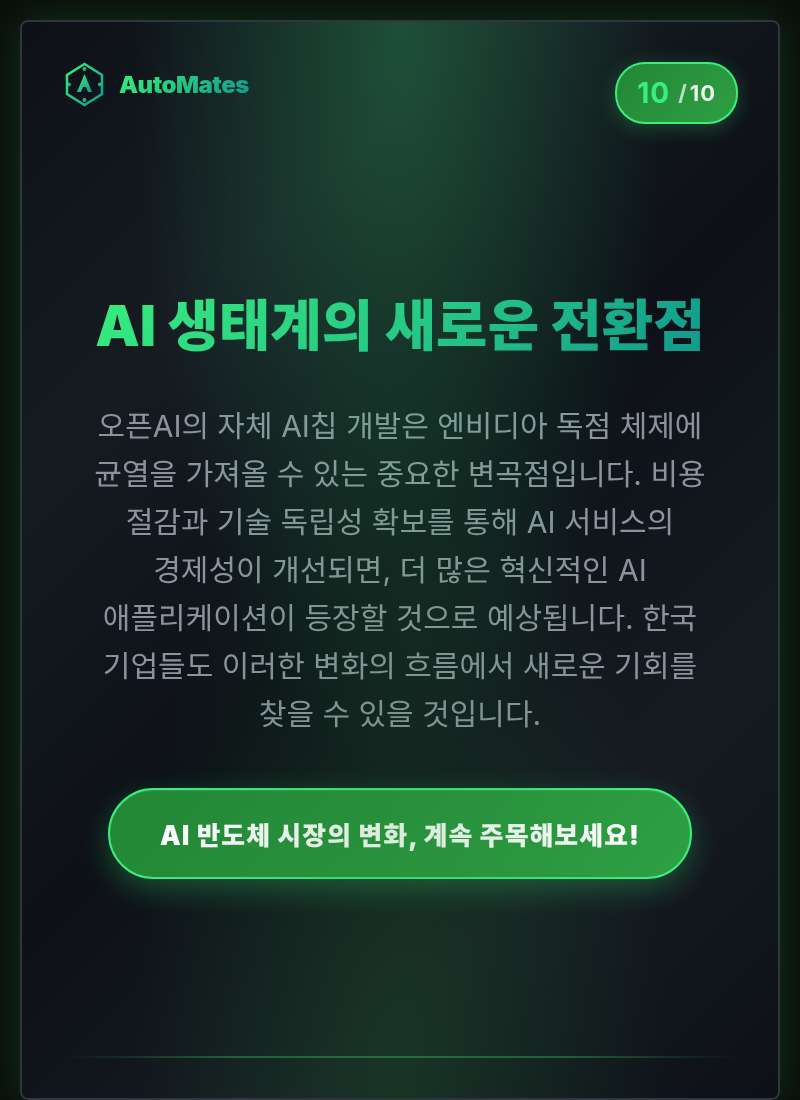 AutoMates
10 /10
AI 생태계의 새로운 전환점
오픈AI의 자체 AI칩 개발은 엔비디아 독점 체제에
균열을 가져올 수 있는 중요한 변곡점입니다. 비용
절감과 기술 독립성 확보를 통해 AI 서비스의
경제성이 개선되면, 더 많은 혁신적인 AI
애플리케이션이 등장할 것으로 예상됩니다. 한국
기업들도 이러한 변화의 흐름에서 새로운 기회를
찾을 수 있을 것입니다.
AI 반도체 시장의 변화, 계속 주목해보세요!